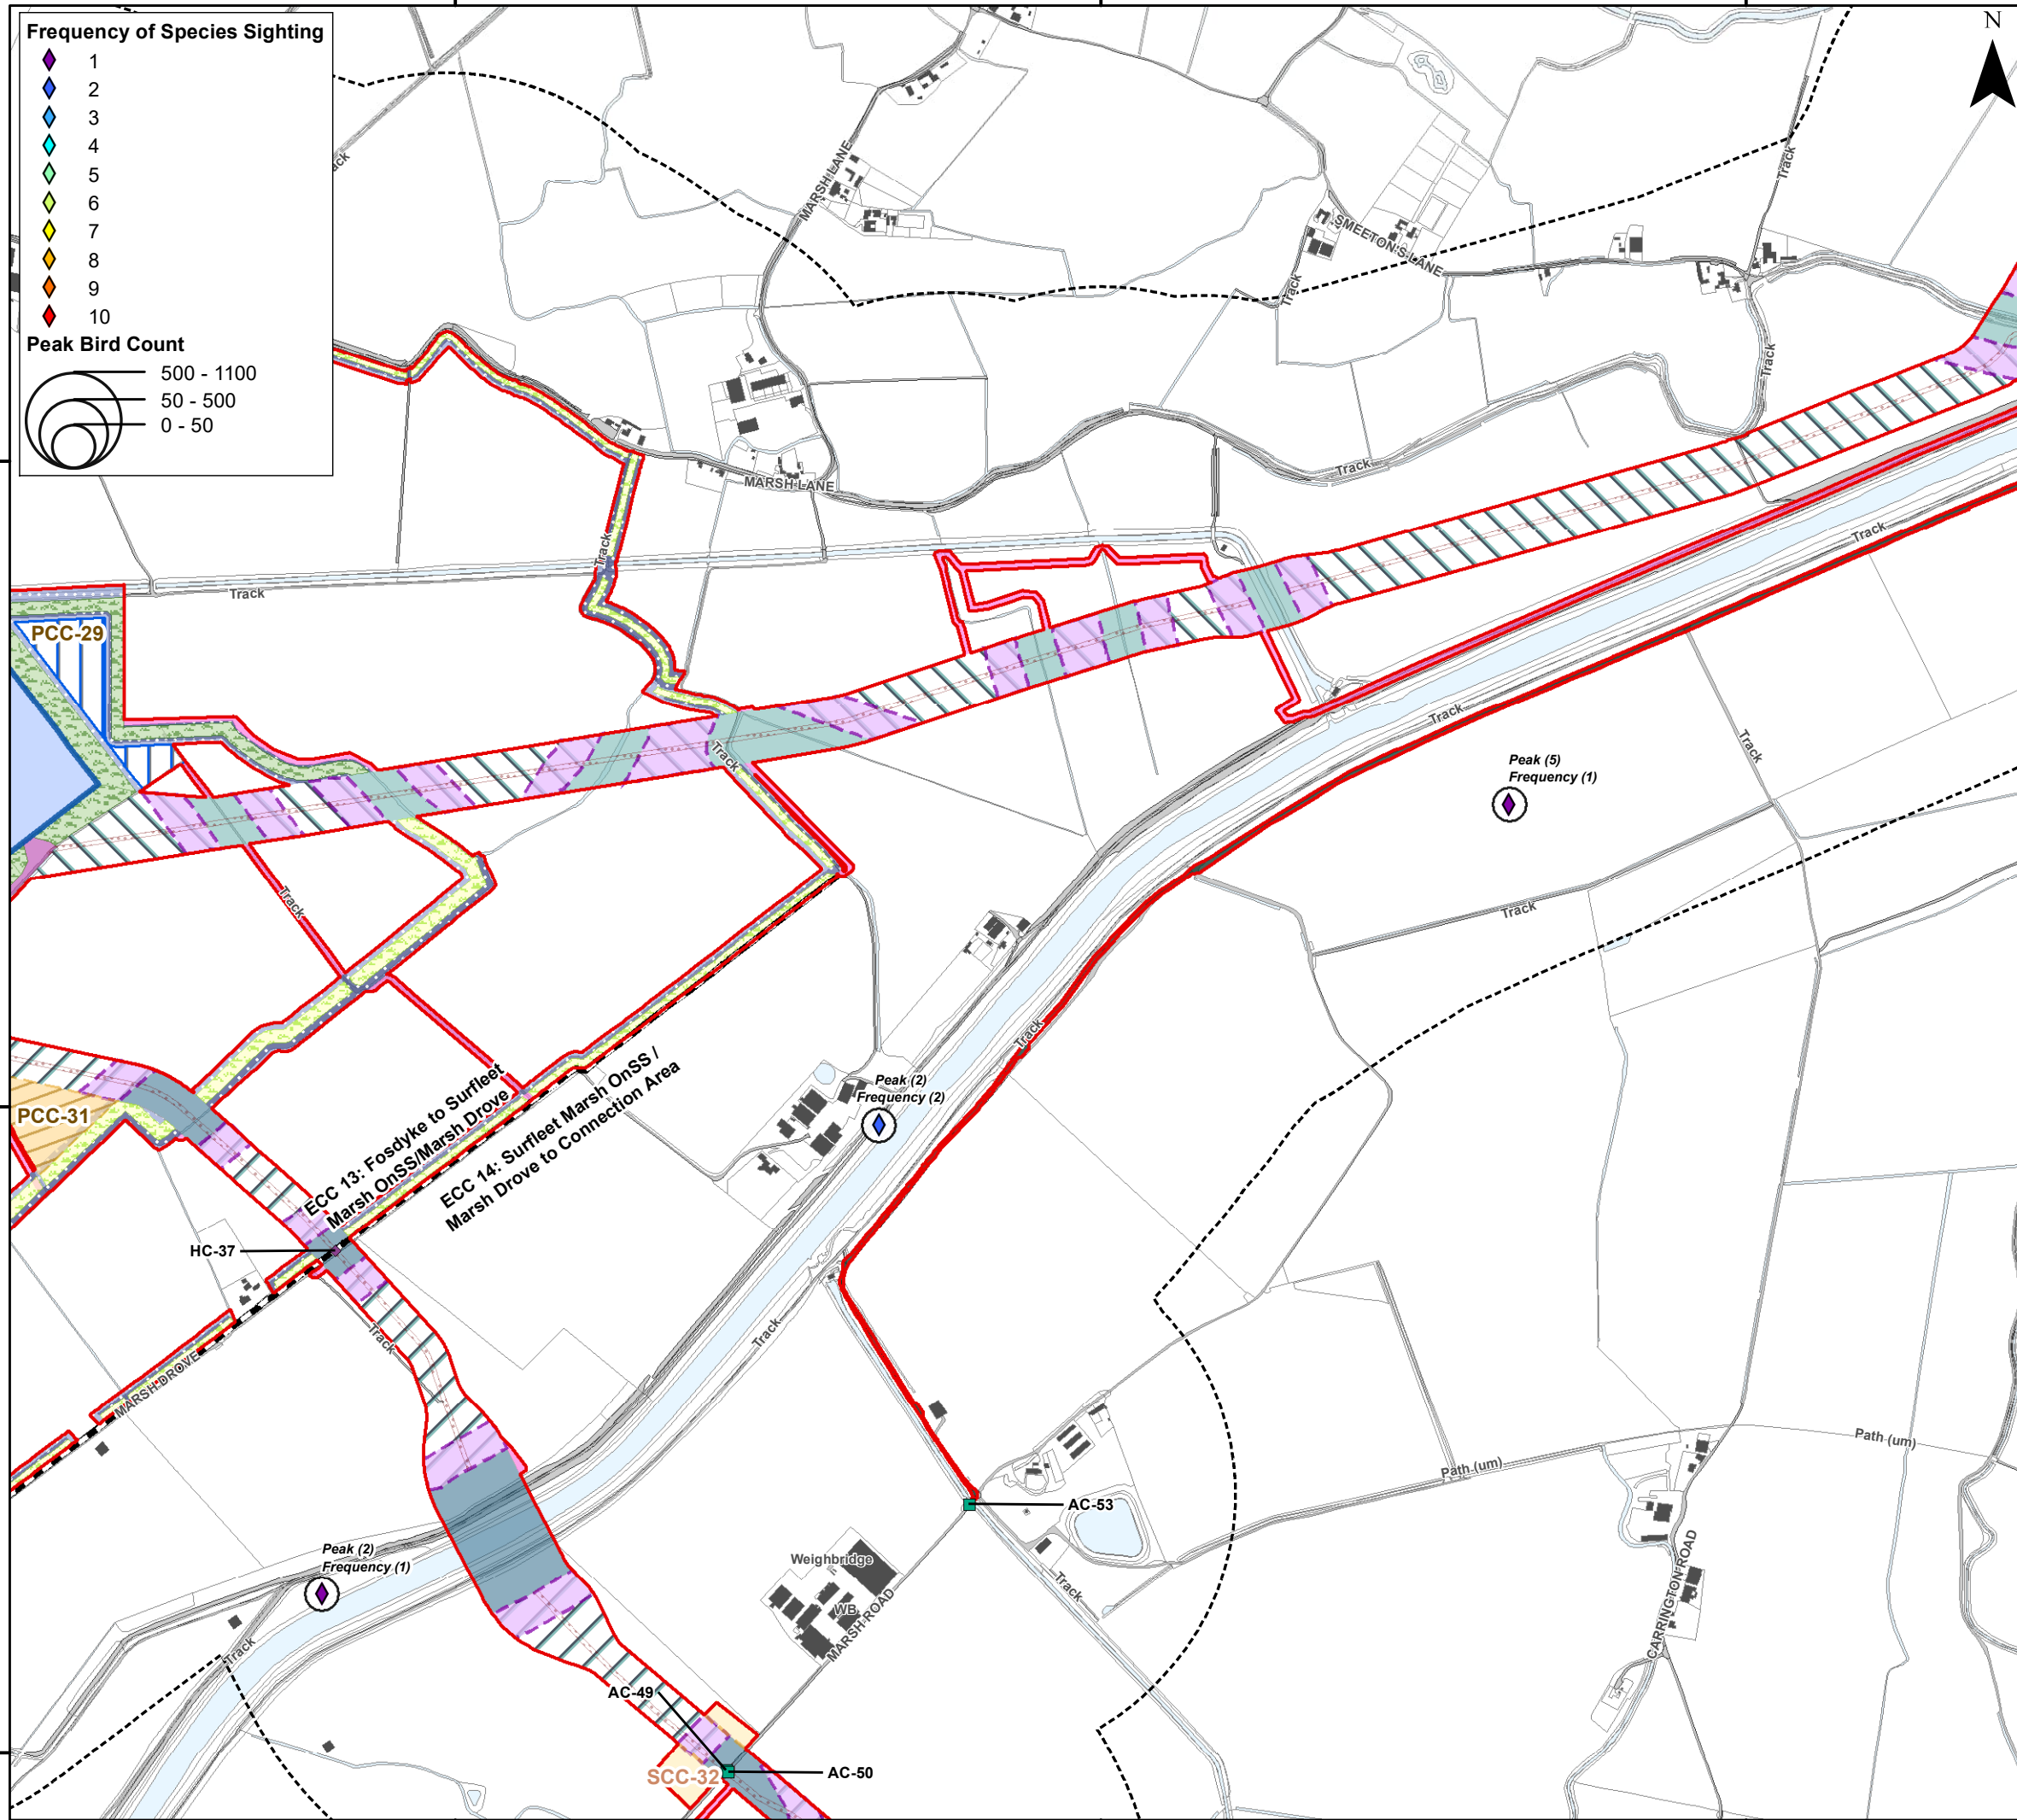 N
Frequency of Species Sighting
1
2
3
4
5
6
7
8
9
10
Peak Bird Count
500 - 1100
50 - 500
0 - 50
ck
MARSH LANE
SMEETON'S LANE
Track
Track
Track
MARSH LANE
Track
Track
Track
Track
PCC-29
Track
Track
Track
Peak (5)
Frequency (1)
Track
Track
Track
PCC-31
ECC 13: Fosdyke to Surfleet
Marsh OnSS/Marsh Drove
ECC 14: Surfleet Marsh OnSS /
Marsh Drove to Connection Area
Peak (2)
Frequency (2)
HC-37
Track
Track
MARSH DROVE
Path (um)
Path (um)
AC-53
Peak (2)
Frequency (1)
Weighbridge
WB
MARSH ROAD
Track
CARRINGTON ROAD
Track
AC-49
SCC-32
AC-50